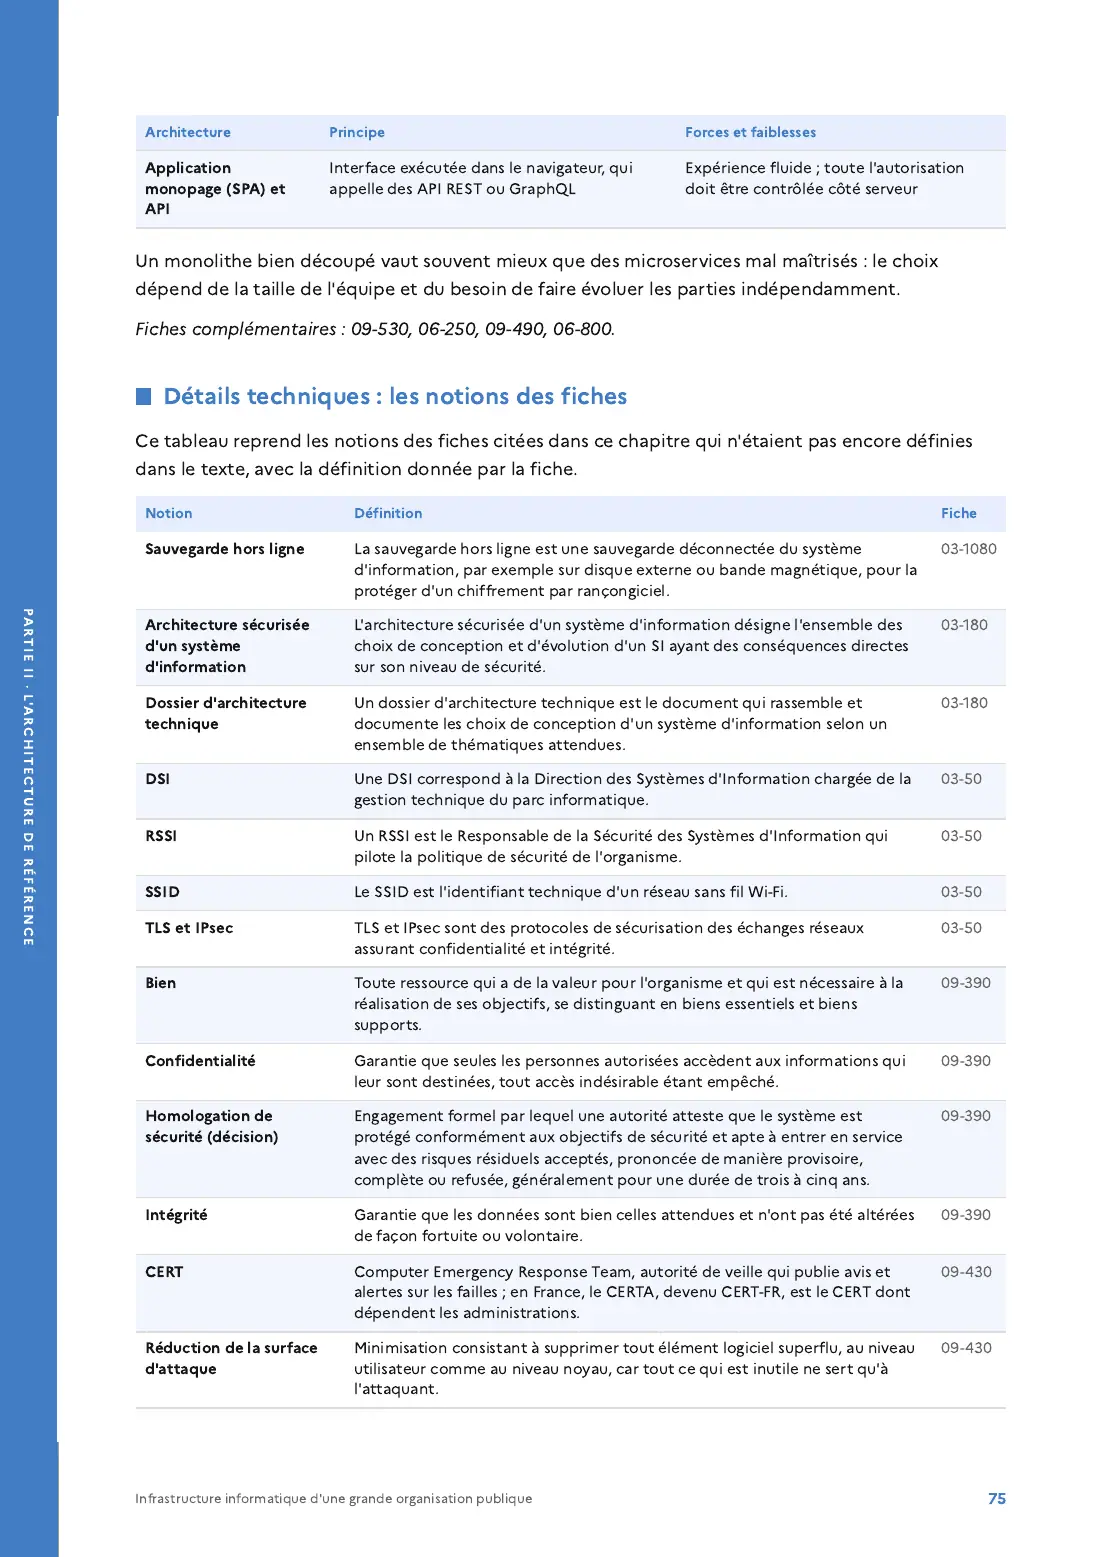 Architecture Principe Forces et faiblesses
Application Interface exécutée dans le navigateur, qui Expérience fluide ; toute l'autorisation
monopage (SPA) et appelle des API REST ou GraphQL doit être contrôlée côté serveur
API
Un monolithe bien découpé vaut souvent mieux que des microservices mal maîtrisés : le choix
dépend de la taille de l'équipe et du besoin de faire évoluer les parties indépendamment.
Fiches complémentaires : 09-530, 06-250, 09-490, 06-800.
Détails techniques : les notions des fiches
Ce tableau reprend les notions des fiches citées dans ce chapitre qui n'étaient pas encore définies
dans le texte, avec la définition donnée par la fiche.
Notion Définition Fiche
Sauvegarde hors ligne La sauvegarde hors ligne est une sauvegarde déconnectée du système 03-1080
d'information, par exemple sur disque externe ou bande magnétique, pour la
protéger d'un chiffrement par rançongiciel.
Architecture sécurisée L'architecture sécurisée d'un système d'information désigne l'ensemble des 03-180
d'un système choix de conception et d'évolution d'un SI ayant des conséquences directes
information sur son niveau de sécurité.
Dossier d'architecture Un dossier d'architecture technique est le document qui rassemble et 03-180
technique documente les choix de conception d'un système d'information selon un
ensemble de thématiques attendues.
DSI Une DSI correspond à la Direction des Systèmes d'Information chargée de la 03-50
gestion technique du parc informatique.
RSSI Un RSSI est le Responsable de la Sécurité des Systèmes d'Information qui 03-50
pilote la politique de sécurité de l'organisme.
SSID Le SSID est l'identifiant technique d'un réseau sans fil Wi-Fi. 03-50
TLS et IPsec TLS et IPsec sont des protocoles de sécurisation des échanges réseaux 03-50
assurant confidentialité et intégrité.
Bien Toute ressource qui a de la valeur pour l'organisme et qui est nécessaire à la 09-390
réalisation de ses objectifs, se distinguant en biens essentiels et biens
supports.
Confidentialité Garantie que seules les personnes autorisées accèdent aux informations qui 09-390
leur sont destinées, tout accès indésirable étant empêché.
Homologation de Engagement formel par lequel une autorité atteste que le système est 09-390
sécurité (décision) protégé conformément aux objectifs de sécurité et apte à entrer en service
avec des risques résiduels acceptés, prononcée de manière provisoire,
complète ou refusée, généralement pour une durée de trois à cinq ans.
Intégrité Garantie que les données sont bien celles attendues et n'ont pas été altérées 09-390
de façon fortuite ou volontaire.
CERT Computer Emergency Response Team, autorité de veille qui publie avis et 09-430
alertes sur les failles ; en France, le CERTA, devenu CERT-FR, est le CERT dont
dépendent les administrations.
Réduction de la surface Minimisation consistant à supprimer tout élément logiciel superflu, au niveau 09-430
d'attaque utilisateur comme au niveau noyau, car tout ce qui est inutile ne sert qu'à
l'attaquant.
PARTIE II · L'ARCHITECTURE DE RÉFÉRENCE
Infrastructure informatique d'une grande organisation publique 75